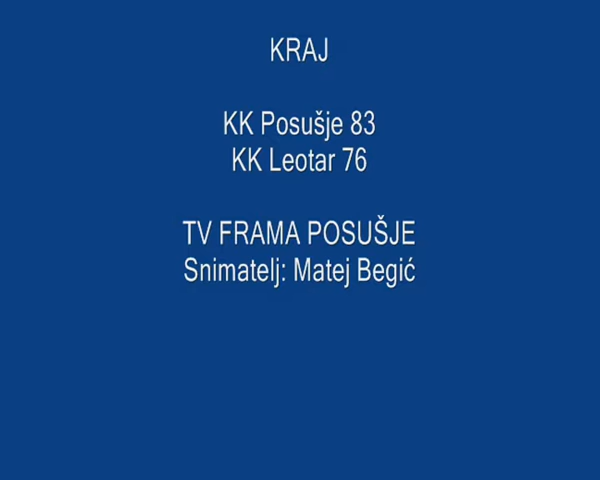 KRAJ
KK Posušje 83
KK Leotar 76
TV FRAMA POSUŠJE
Snimatelj: Matej Begić